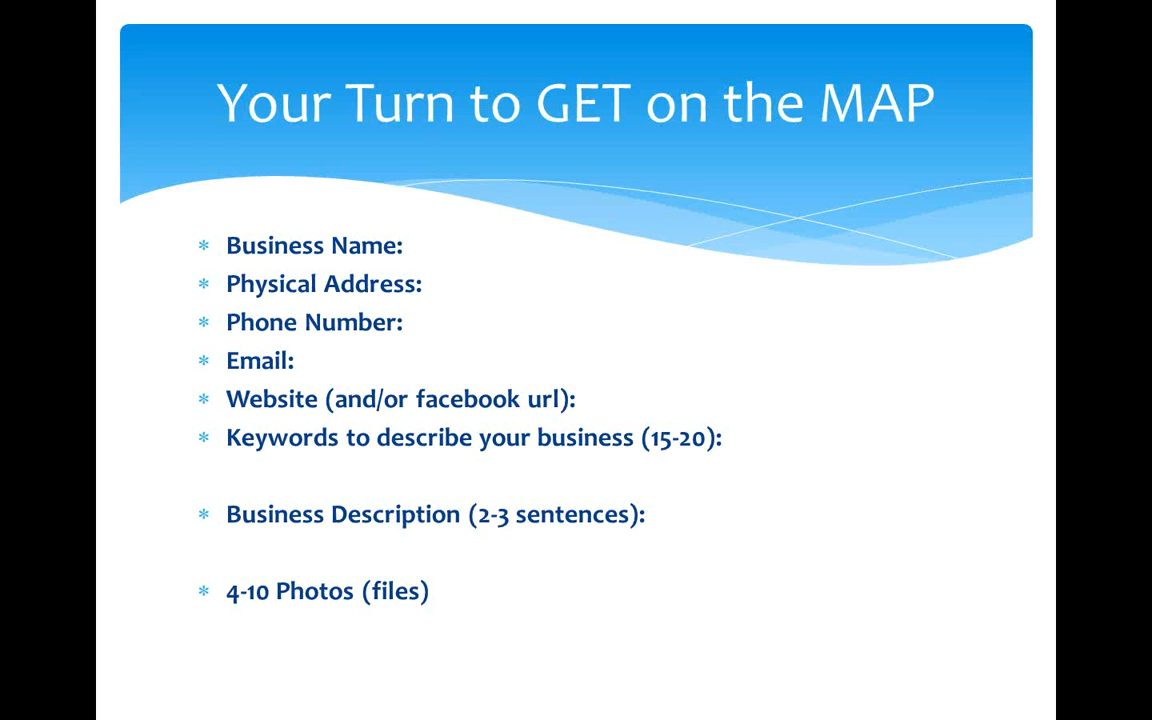 Your Turn to GET on the MAP
* Business Name:
* Physical Address:
* Phone Number:
* Email:
* Website (and/or facebook url):
* Keywords to describe your business (15-20):
* Business Description (2-3 sentences):
* 4-10 Photos (files)